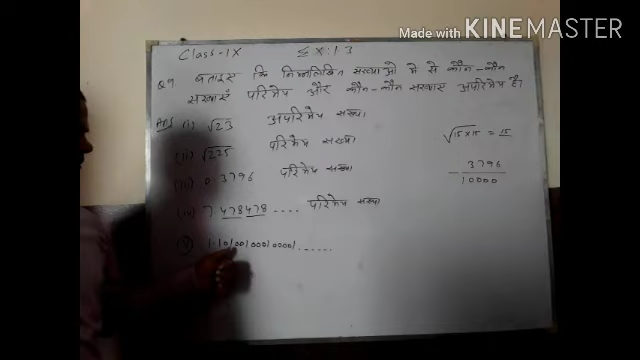 Made with KINEMASTER
Class-IX Ex:1.3
Q9 बताइए कि निम्नलिखित संख्याओ मे से कौन-कौन
संख्याएं परिमेय और कौन-कौन संख्याएं अपरिमेय है।
Ans (i) √23 अपरिमेय संख्या
(ii) √225 परिमेय संख्या √15×15 = 15
(iii) 0.3796 परिमेय संख्या 3796
10000
(iv) 7.478478.... परिमेय संख्या
(v) 1.101001000100001......